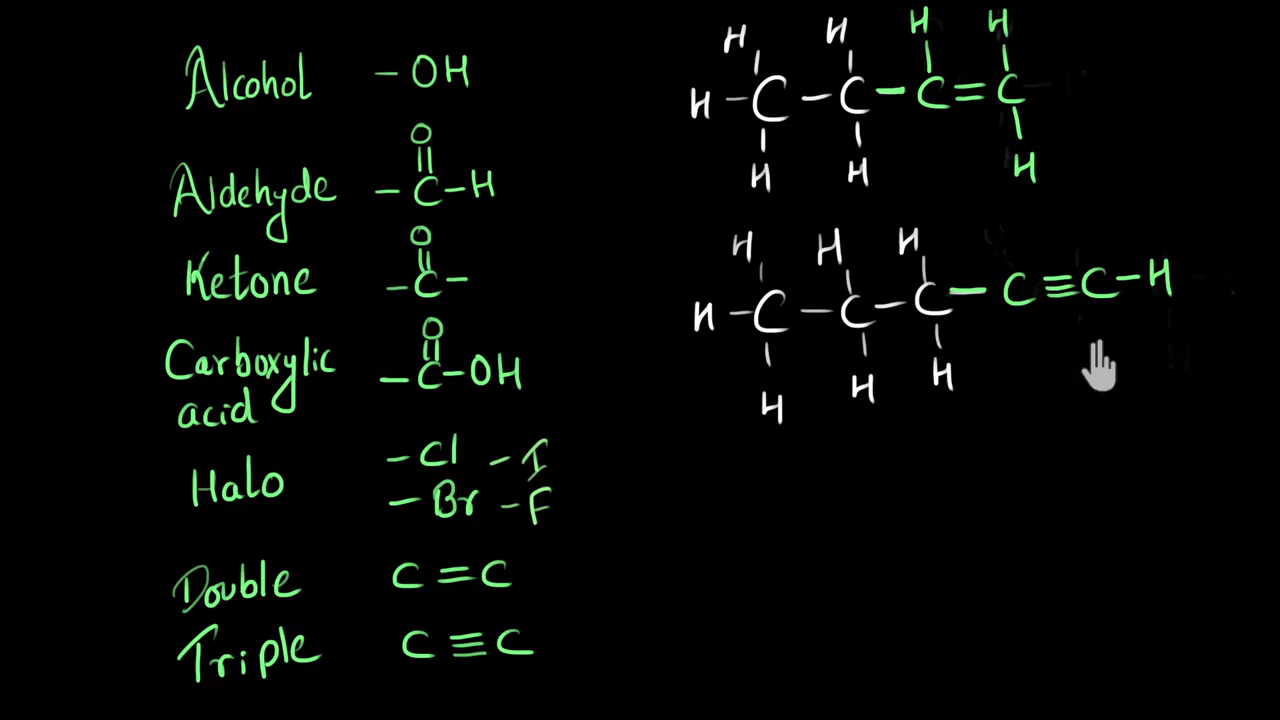 Alcohol -OH
O
||
Aldehyde -C-H
O
||
Ketone -C-
O
||
Carboxylic -C-OH
acid
-Cl -I
Halo
-Br -F
Double C=C
Triple C≡C
H H H H
| | | |
H-C-C-C=C
| | |
H H H
H H H
| | |
H-C-C-C-C≡C-H
| | |
H H H